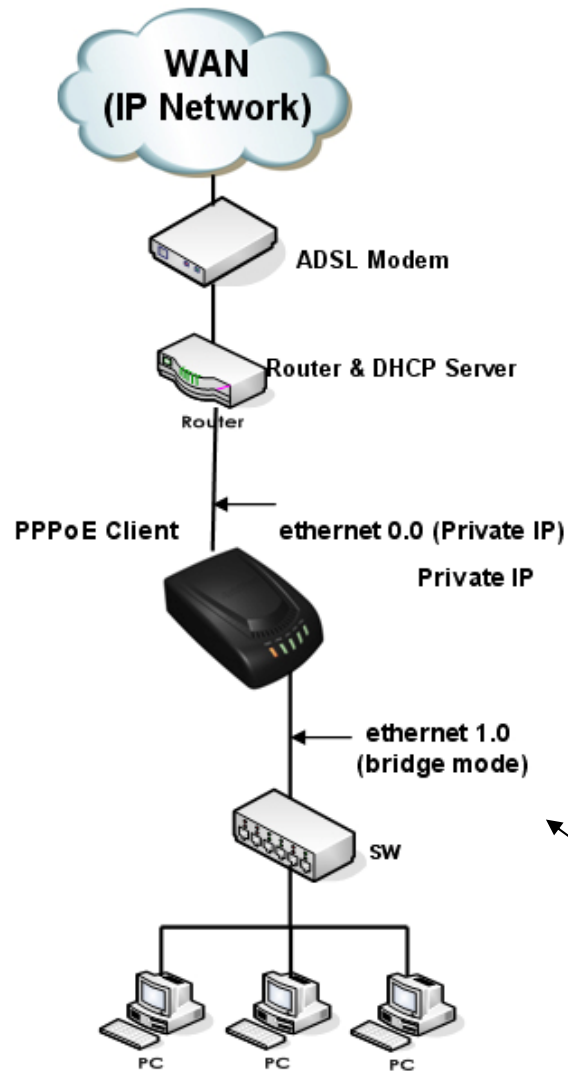 WAN
(IP Network)
ADSL Modem
Router & DHCP Server
Router
PPPoE Client
ethernet 0.0 (Private IP)
Private IP
ethernet 1.0
(bridge mode)
SW
PC
PC
PC